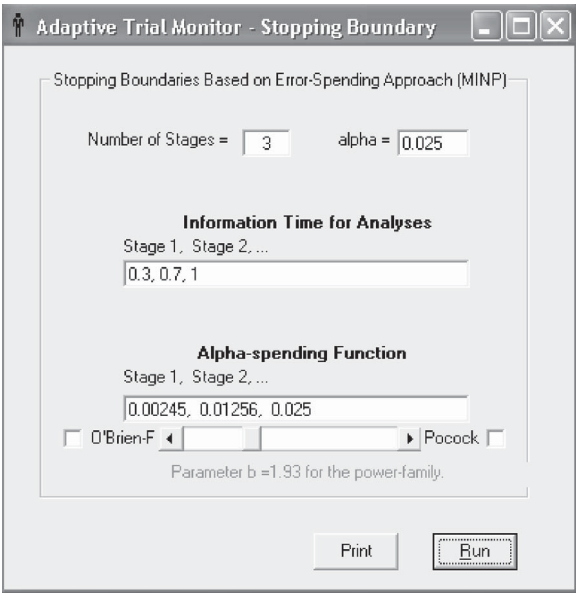 Adaptive Trial Monitor - Stopping Boundary
Stopping Boundaries Based on Error-Spending Approach (MINP)
Number of Stages = 3 alpha = 0.025
Information Time for Analyses
Stage 1, Stage 2, ...
0.3, 0.7, 1
Alpha-spending Function
Stage 1, Stage 2, ...
0.00245, 0.01256, 0.025
O'Brien-F Pocock
Parameter b =1.93 for the power-family.
Print Run